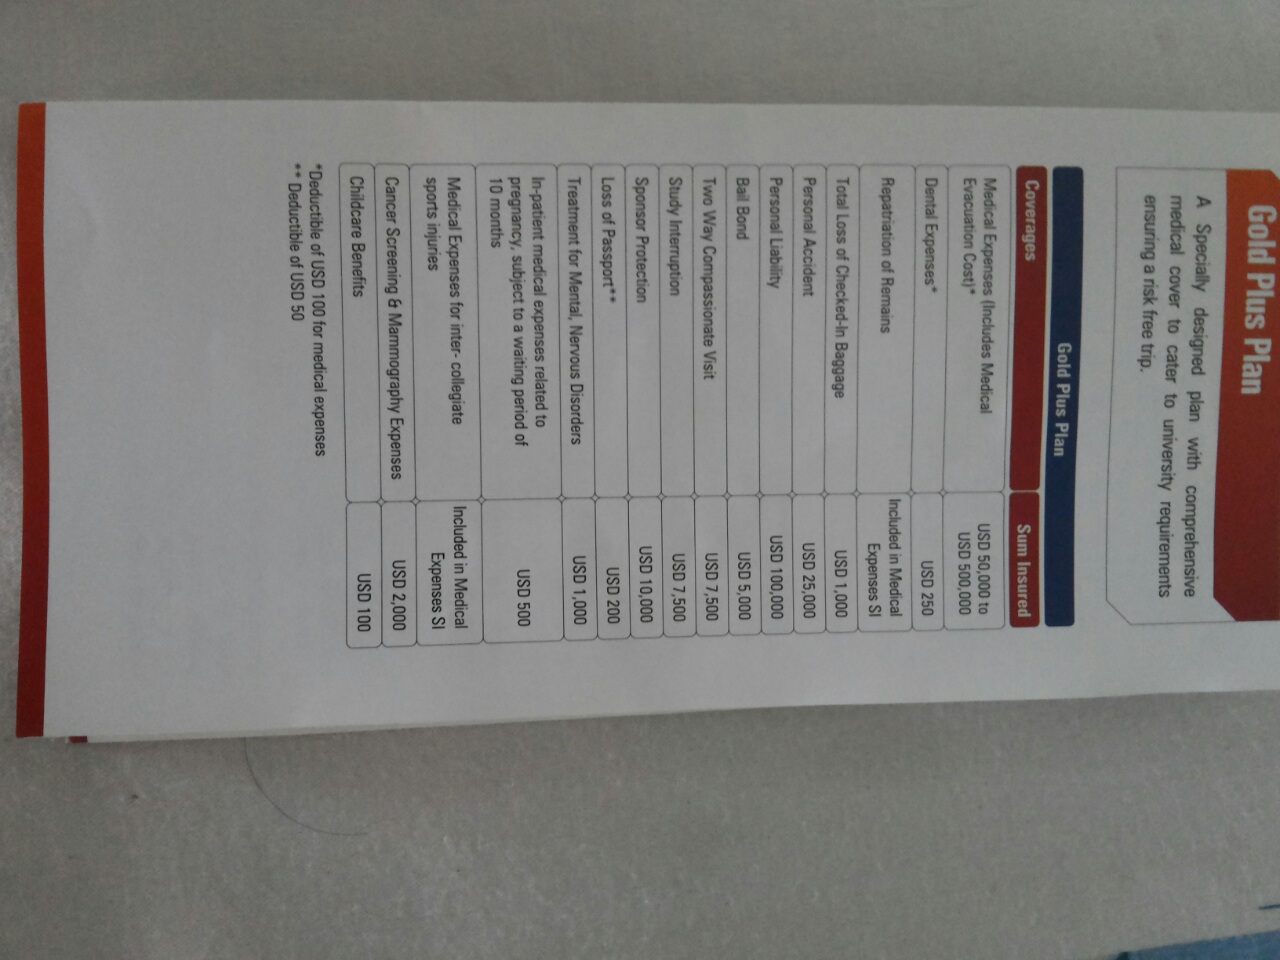 Gold Plus Plan
A Specially designed plan with comprehensive
medical cover to cater to university requirements
ensuring a risk free trip.
Gold Plus Plan
Coverages Sum Insured
Medical Expenses (Includes Medical
Evacuation Cost)*
USD 50,000 to
USD 500,000
Dental Expenses* USD 250
Repatriation of Remains
Included in Medical
Expenses SI
Total Loss of Checked-In Baggage USD 1,000
Personal Accident USD 25,000
Personal Liability USD 100,000
Bail Bond USD 5,000
Two Way Compassionate Visit USD 7,500
Study Interruption USD 7,500
Sponsor Protection USD 10,000
Loss of Passport** USD 200
Treatment for Mental, Nervous Disorders USD 1,000
In-patient medical expenses related to
pregnancy, subject to a waiting period of
10 months
USD 500
Medical Expenses for inter- collegiate
sports injuries
Included in Medical
Expenses SI
Cancer Screening & Mammography Expenses USD 2,000
Childcare Benefits USD 100
*Deductible of USD 100 for medical expenses
** Deductible of USD 50